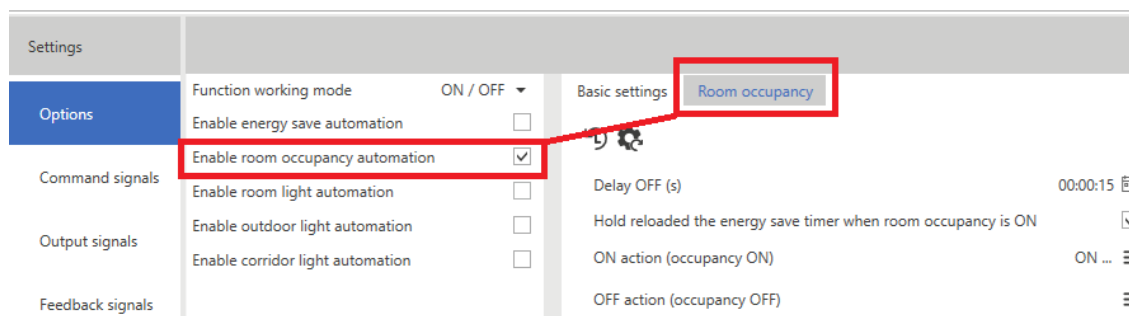 Settings
Options
Command signals
Output signals
Feedback signals
Function working mode ON / OFF
Enable energy save automation
Enable room occupancy automation
Enable room light automation
Enable outdoor light automation
Enable corridor light automation
Basic settings Room occupancy
Delay OFF (s) 00:00:15
Hold reloaded the energy save timer when room occupancy is ON
ON action (occupancy ON) ON ...
OFF action (occupancy OFF)